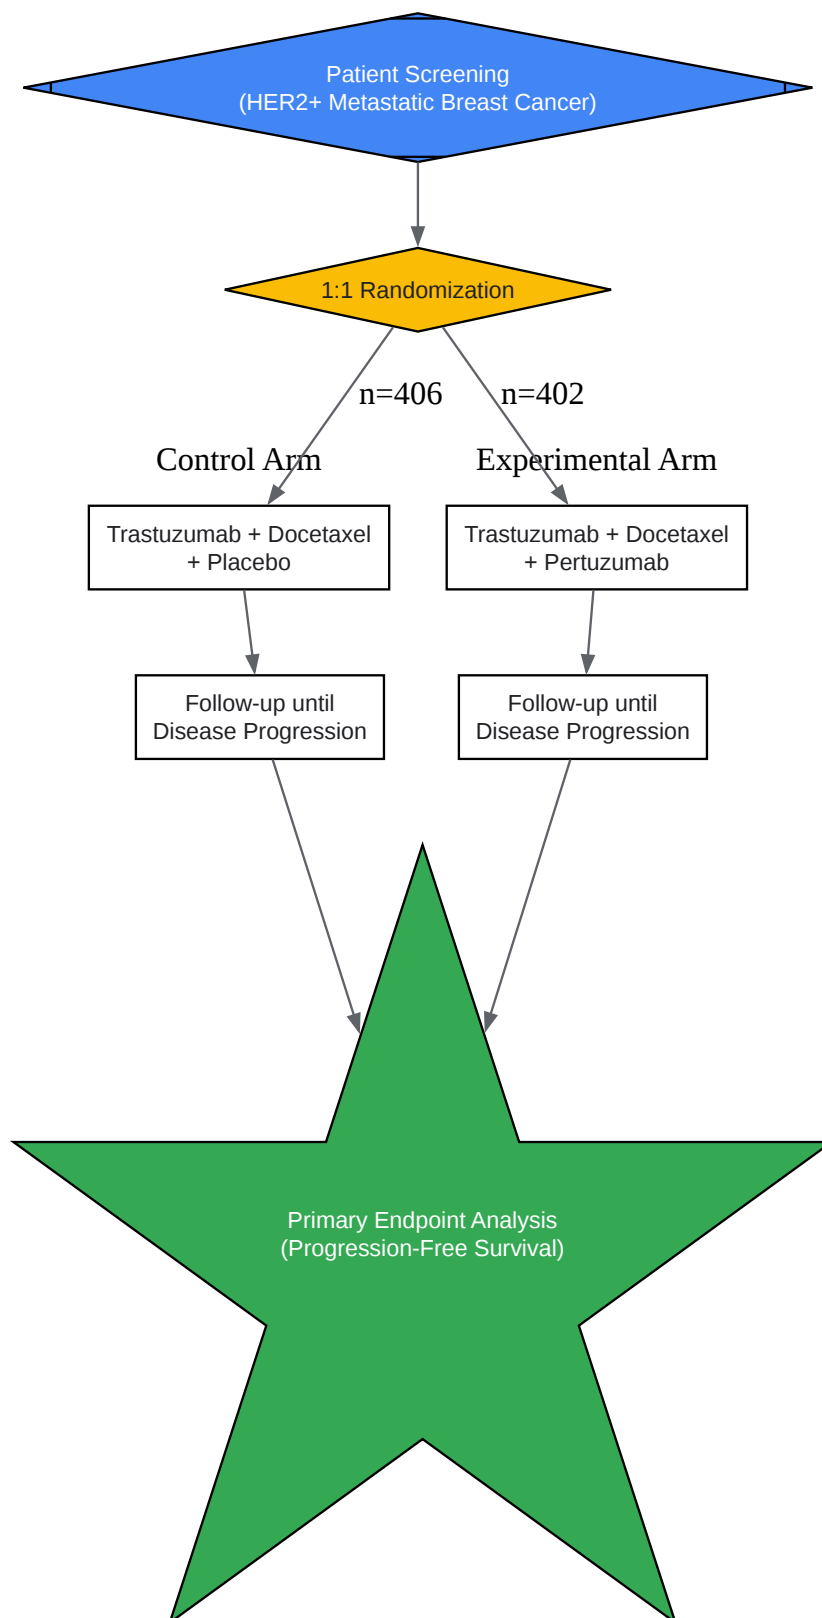 Patient Screening
(HER2+ Metastatic Breast Cancer)
1:1 Randomization
n=406
n=402
Control Arm
Experimental Arm
Trastuzumab + Docetaxel
+ Placebo
Trastuzumab + Docetaxel
+ Pertuzumab
Follow-up until
Disease Progression
Follow-up until
Disease Progression
Primary Endpoint Analysis
(Progression-Free Survival)